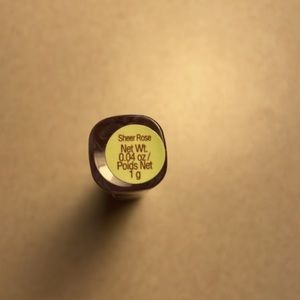 Sheer Rose
Net Wt.
0.04 oz /
Poids Net
1 g